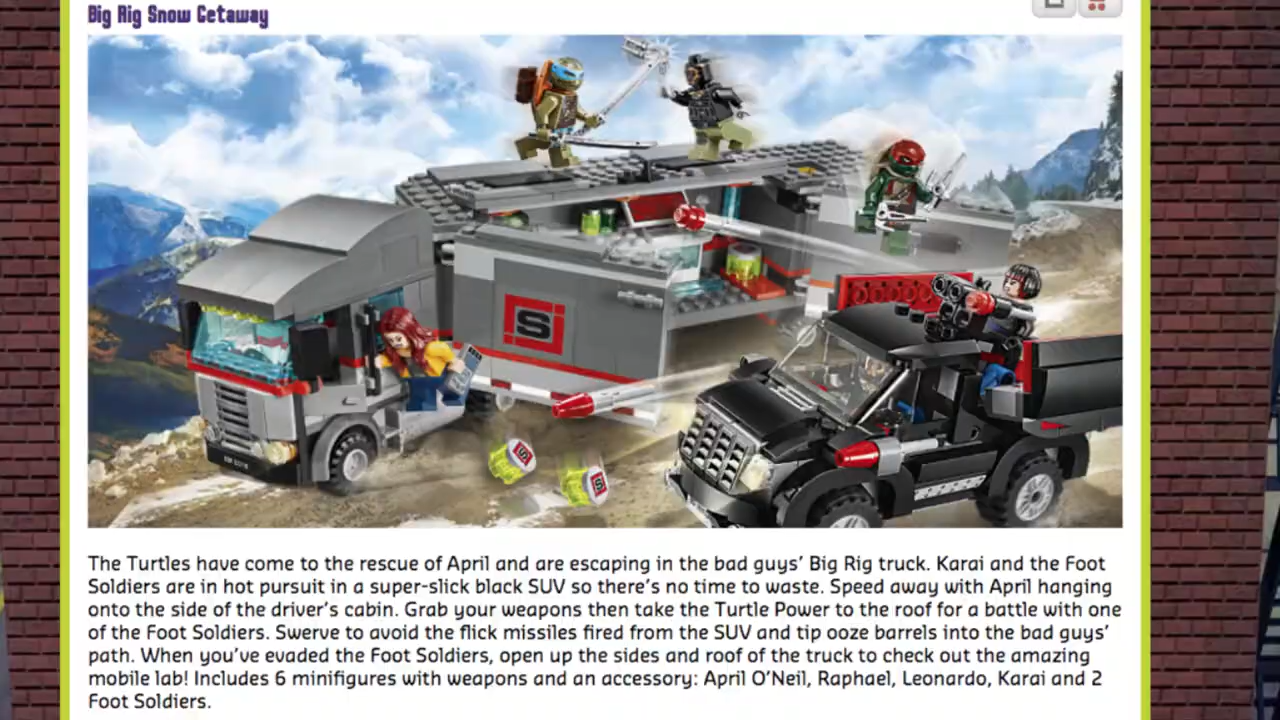 Big Rig Snow Getaway
S
S
S
The Turtles have come to the rescue of April and are escaping in the bad guys’ Big Rig truck. Karai and the Foot
Soldiers are in hot pursuit in a super-slick black SUV so there’s no time to waste. Speed away with April hanging
onto the side of the driver’s cabin. Grab your weapons then take the Turtle Power to the roof for a battle with one
of the Foot Soldiers. Swerve to avoid the flick missiles fired from the SUV and tip ooze barrels into the bad guys’
path. When you’ve evaded the Foot Soldiers, open up the sides and roof of the truck to check out the amazing
mobile lab! Includes 6 minifigures with weapons and an accessory: April O’Neil, Raphael, Leonardo, Karai and 2
Foot Soldiers.